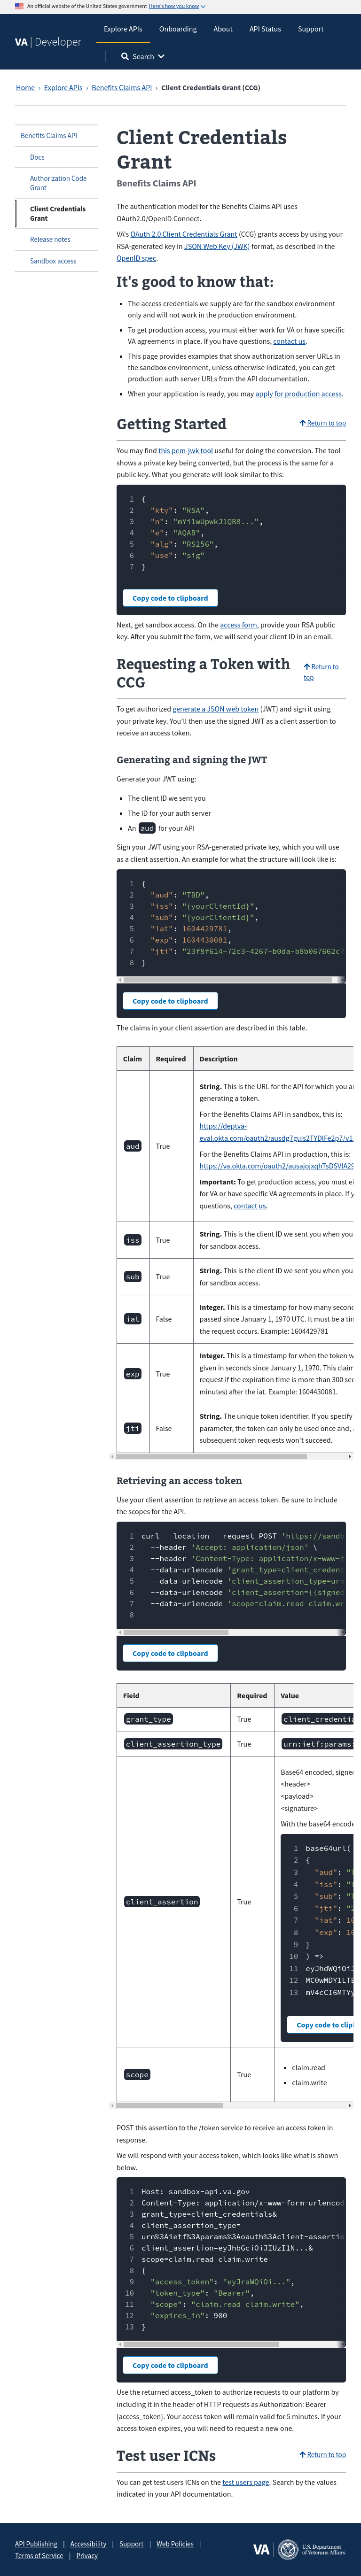 An official website of the United States government Here's how you know
VA | Developer
Explore APIs
Onboarding
About
API Status
Support
Search
Home › Explore APIs › Benefits Claims API › Client Credentials Grant (CCG)
Benefits Claims API
Docs
Authorization Code
Grant
Client Credentials
Grant
Release notes
Sandbox access
Client Credentials
Grant
Benefits Claims API
The authentication model for the Benefits Claims API uses
OAuth2.0/OpenID Connect.
VA's OAuth 2.0 Client Credentials Grant (CCG) grants access by using your
RSA-generated key in JSON Web Key (JWK) format, as described in the
OpenID spec.
It's good to know that:
The access credentials we supply are for the sandbox environment
only and will not work in the production environment.
To get production access, you must either work for VA or have specific
VA agreements in place. If you have questions, contact us.
This page provides examples that show authorization server URLs in
the sandbox environment, unless otherwise indicated, you can get
production auth server URLs from the API documentation.
When your application is ready, you may apply for production access.
Getting Started
Return to top
You may find this pem-jwk tool useful for doing the conversion. The tool
shows a private key being converted, but the process is the same for a
public key. What you generate will look similar to this:
1 {
2 "kty": "RSA",
3 "n": "mYi1wUpwkJ1QB8...",
4 "e": "AQAB",
5 "alg": "RS256",
6 "use": "sig"
7 }
Copy code to clipboard
Next, get sandbox access. On the access form, provide your RSA public
key. After you submit the form, we will send your client ID in an email.
Requesting a Token with
CCG
Return to
top
To get authorized generate a JSON web token (JWT) and sign it using
your private key. You'll then use the signed JWT as a client assertion to
receive an access token.
Generating and signing the JWT
Generate your JWT using:
The client ID we sent you
The ID for your auth server
An aud for your API
Sign your JWT using your RSA-generated private key, which you will use
as a client assertion. An example for what the structure will look like is:
1 {
2 "aud": "TBD",
3 "iss": "{yourClientId}",
4 "sub": "{yourClientId}",
5 "iat": 1604429781,
6 "exp": 1604430081,
7 "jti": "23f8f614-72c3-4267-b0da-b8b067662c
8 }
Copy code to clipboard
The claims in your client assertion are described in this table.
Claim Required Description
aud True
String. This is the URL for the API for which you a
generating a token.
For the Benefits Claims API in sandbox, this is:
https://deptva-
eval.okta.com/oauth2/ausdg7guis2TYDlFe2p7/v1
For the Benefits Claims API in production, this is:
https://va.okta.com/oauth2/ausajojxqhTsDSVlA29
Important: To get production access, you must ei
for VA or have specific VA agreements in place. If y
questions, contact us.
iss True
String. This is the client ID we sent you when you
for sandbox access.
sub True
String. This is the client ID we sent you when you
for sandbox access.
iat False
Integer. This is a timestamp for how many secon
passed since January 1, 1970 UTC. It must be a tin
the request occurs. Example: 1604429781
exp True
Integer. This is a timestamp for when the token w
given in seconds since January 1, 1970. This claim
request if the expiration time is more than 300 sec
minutes) after the iat. Example: 1604430081.
jti False
String. The unique token identifier. If you specify
parameter, the token can only be used once and,
subsequent token requests won't succeed.
Retrieving an access token
Use your client assertion to retrieve an access token. Be sure to include
the scopes for the API.
1 curl --location --request POST 'https://sandb
2 --header 'Accept: application/json' \
3 --header 'Content-Type: application/x-www-f
4 --data-urlencode 'grant_type=client_credent
5 --data-urlencode 'client_assertion_type=urn
6 --data-urlencode 'client_assertion={{signed
7 --data-urlencode 'scope=claim.read claim.wr
8
Copy code to clipboard
Field Required Value
grant_type True client_credentia
client_assertion_type True urn:ietf:params:
client_assertion True
Base64 encoded, signe
<header>
<payload>
<signature>
With the base64 encode
1 base64url(
2 {
3 "aud": "T
4 "iss": "
5 "sub": "
6 "jti": "2
7 "iat": 16
8 "exp": 16
9 }
10 ) =>
11 eyJhdWQiOiJ
12 MC0wMDY1LTE
13 mV4cCI6MTYy
Copy code to clip
scope True
claim.read
claim.write
POST this assertion to the /token service to receive an access token in
response.
We will respond with your access token, which looks like what is shown
below.
1 Host: sandbox-api.va.gov
2 Content-Type: application/x-www-form-urlencod
3 grant_type=client_credentials&
4 client_assertion_type=
5 urn%3Aietf%3Aparams%3Aoauth%3Aclient-assertio
6 client_assertion=eyJhbGciOiJIUzI1N...&
7 scope=claim.read claim.write
8 {
9 "access_token": "eyJraWQiOi...",
10 "token_type": "Bearer",
11 "scope": "claim.read claim.write",
12 "expires_in": 900
13 }
Copy code to clipboard
Use the returned access_token to authorize requests to our platform by
including it in the header of HTTP requests as Authorization: Bearer
{access_token}. Your access token will remain valid for 5 minutes. If your
access token expires, you will need to request a new one.
Test user ICNs
Return to top
You can get test users ICNs on the test users page. Search by the values
indicated in your API documentation.
API Publishing | Accessibility | Support | Web Policies |
Terms of Service | Privacy
VA
U.S. Department
of Veterans Affairs